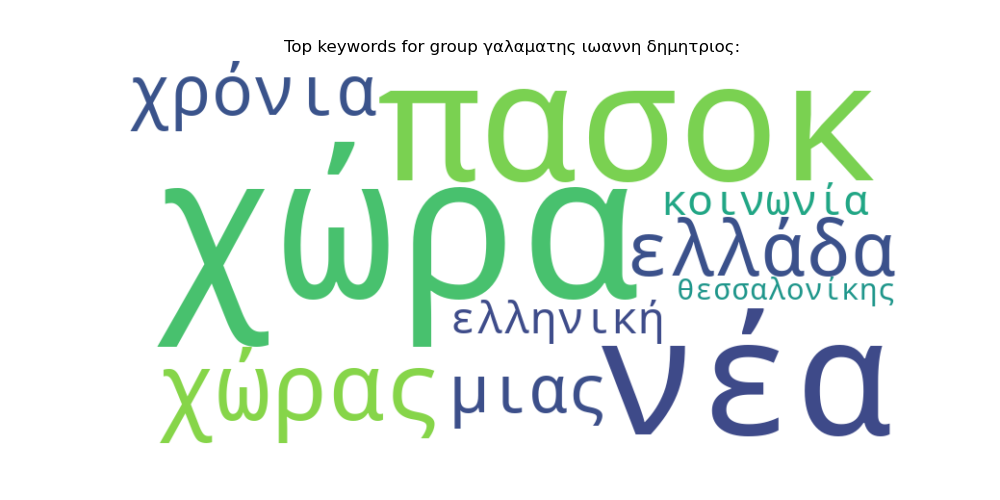 Top keywords for group γαλαματης ιωαννη δημητριος:
χρόνια
πασοκ
χώρα
κοινωνία
ελλάδα
θεσσαλονίκης
ελληνική
χώρας
μιας
νέα